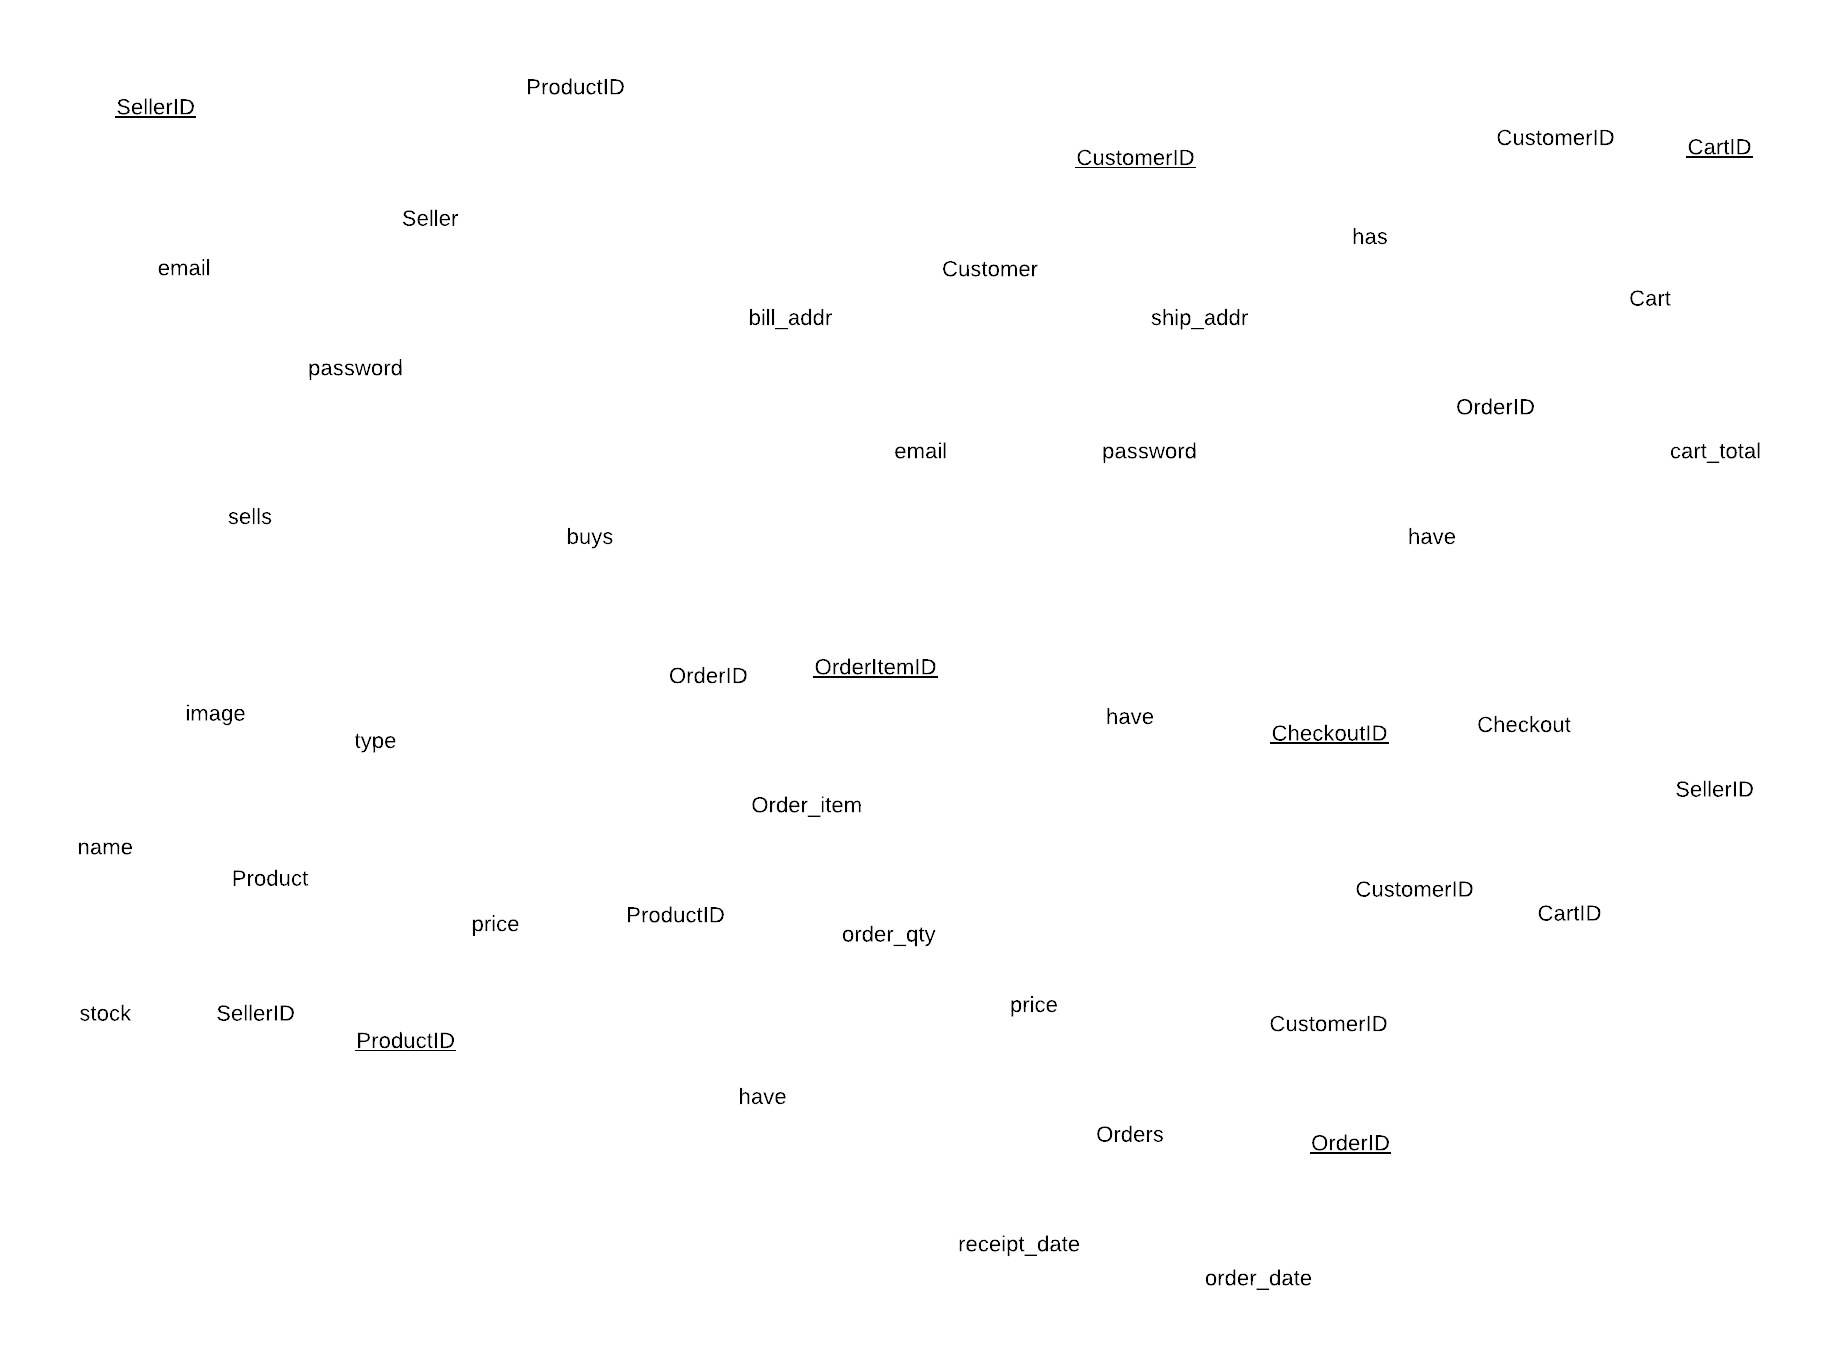 ProductID
SellerID
CustomerID
CartID
CustomerID
Seller
has
email
Customer
Cart
bill_addr
ship_addr
password
OrderID
email
password
cart_total
sells
buys
have
OrderItemID
OrderID
image
have
Checkout
CheckoutID
type
SellerID
Order_item
name
Product
CustomerID
CartID
ProductID
price
order_qty
price
stock
SellerID
CustomerID
ProductID
have
Orders
OrderID
receipt_date
order_date